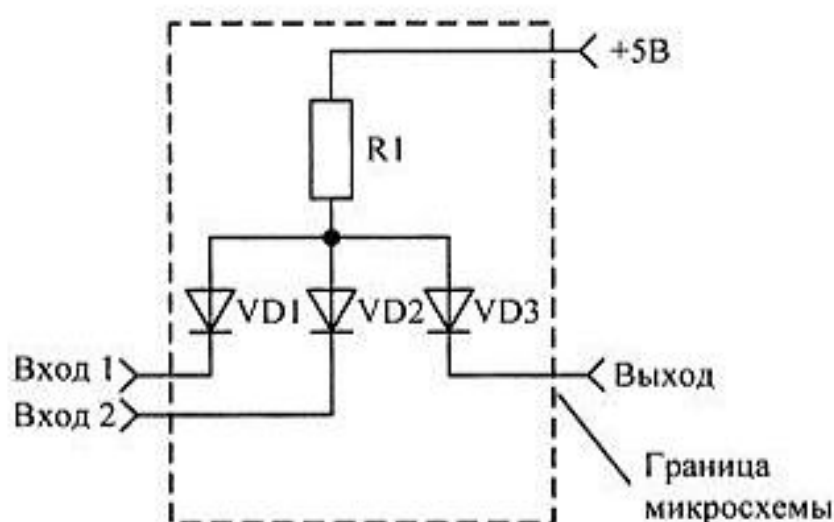 +5В
R1
VD1 VD2 VD3
Вход 1
Выход
Вход 2
Граница
микросхемы